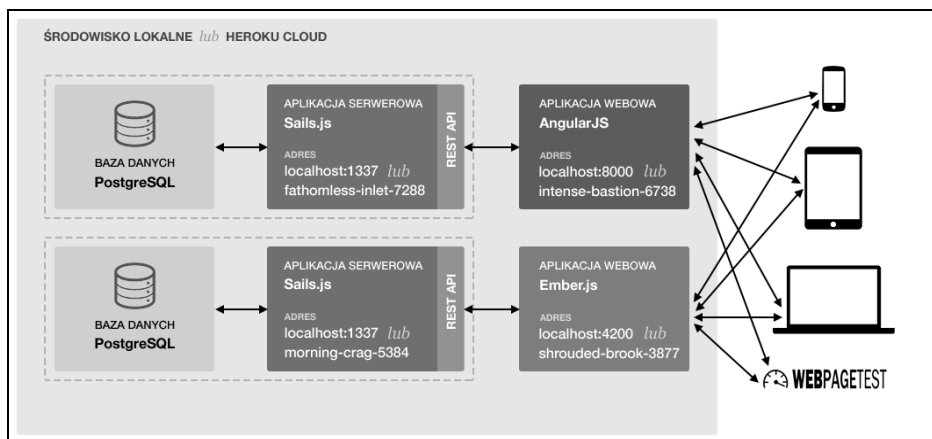 ŚRODOWISKO LOKALNE lub HEROKU CLOUD
BAZA DANYCH
PostgreSQL
APLIKACJA SERWEROWA
Sails.js
ADRES
localhost:1337 lub
fathomless-inlet-7288
REST API
APLIKACJA WEBOWA
AngularJS
ADRES
localhost:8000 lub
intense-bastion-6738
BAZA DANYCH
PostgreSQL
APLIKACJA SERWEROWA
Sails.js
ADRES
localhost:1337 lub
morning-crag-5384
REST API
APLIKACJA WEBOWA
Ember.js
ADRES
localhost:4200 lub
shrouded-brook-3877
WEBPAGETEST